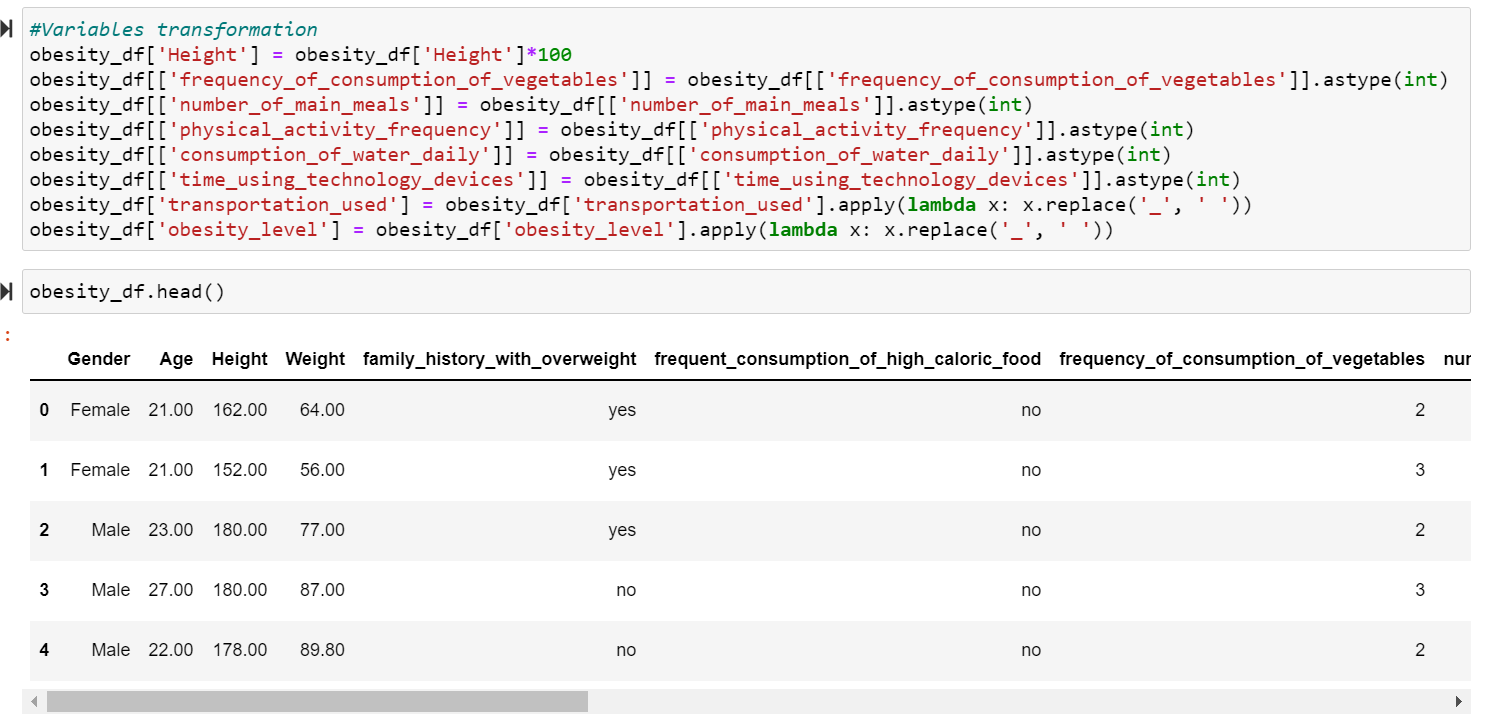 #Variables transformation
obesity_df['Height'] = obesity_df['Height']*100
obesity_df[['frequency_of_consumption_of_vegetables']] = obesity_df[['frequency_of_consumption_of_vegetables']].astype(int)
obesity_df[['number_of_main_meals']] = obesity_df[['number_of_main_meals']].astype(int)
obesity_df[['physical_activity_frequency']] = obesity_df[['physical_activity_frequency']].astype(int)
obesity_df[['consumption_of_water_daily']] = obesity_df[['consumption_of_water_daily']].astype(int)
obesity_df[['time_using_technology_devices']] = obesity_df[['time_using_technology_devices']].astype(int)
obesity_df['transportation_used'] = obesity_df['transportation_used'].apply(lambda x: x.replace('_', ' '))
obesity_df['obesity_level'] = obesity_df['obesity_level'].apply(lambda x: x.replace('_', ' '))
obesity_df.head()
:
Gender Age Height Weight family_history_with_overweight frequent_consumption_of_high_caloric_food frequency_of_consumption_of_vegetables
0 Female 21.00 162.00 64.00 yes no 2
1 Female 21.00 152.00 56.00 yes no 3
2 Male 23.00 180.00 77.00 yes no 2
3 Male 27.00 180.00 87.00 no no 3
4 Male 22.00 178.00 89.80 no no 2